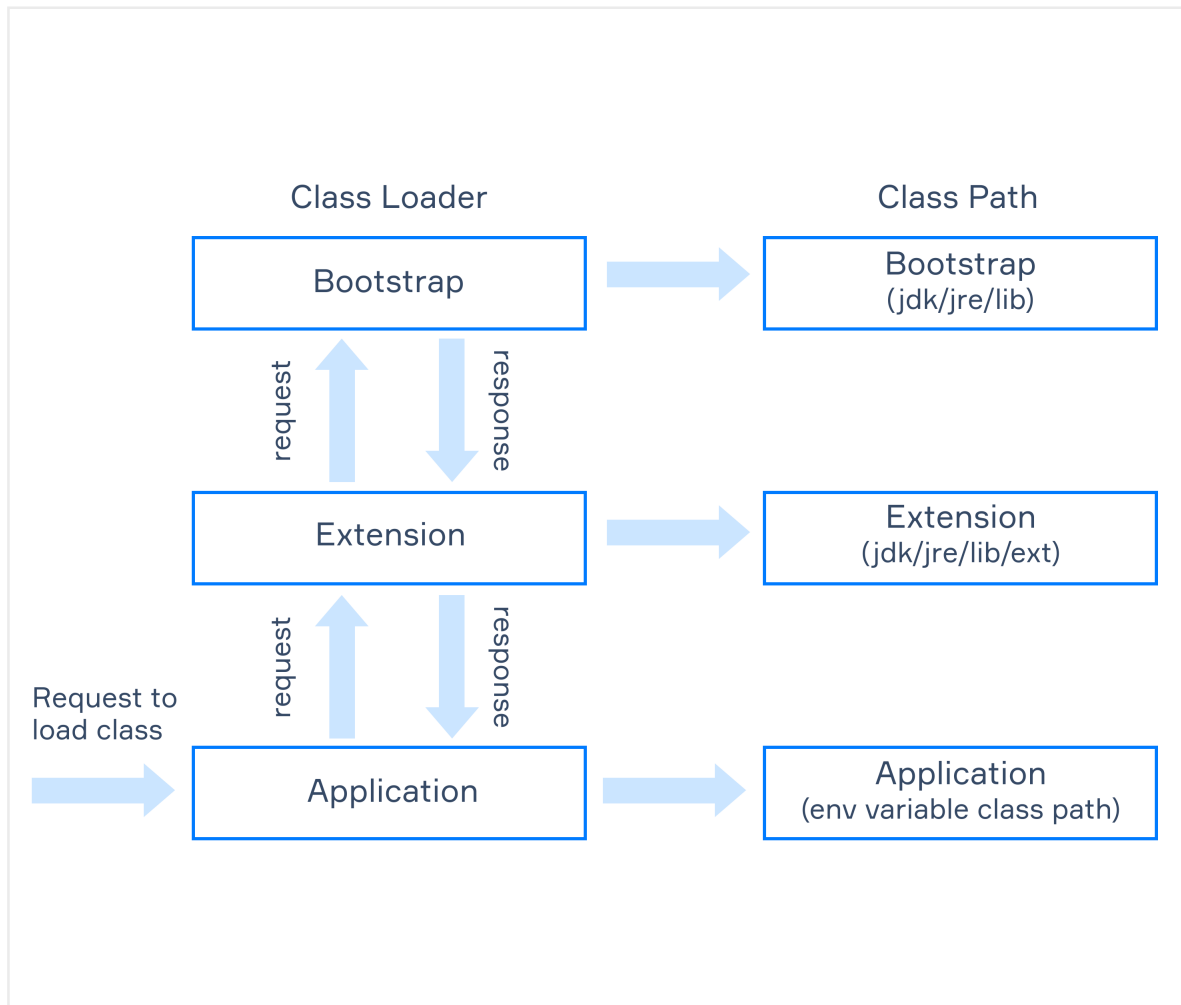 Class Loader
Class Path
Bootstrap
Bootstrap
(jdk/jre/lib)
request
response
Extension
Extension
(jdk/jre/lib/ext)
request
response
Request to
load class
Application
Application
(env variable class path)